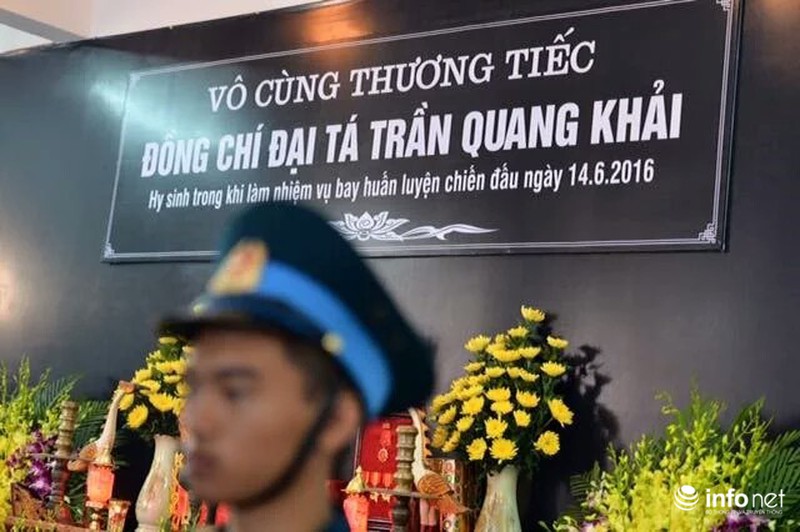 VÔ CÙNG THƯƠNG TIẾC
ĐỒNG CHÍ ĐẠI TÁ TRẦN QUANG KHẢI
Hy sinh trong khi làm nhiệm vụ bay huấn luyện chiến đấu ngày 14.6.2016
infonet